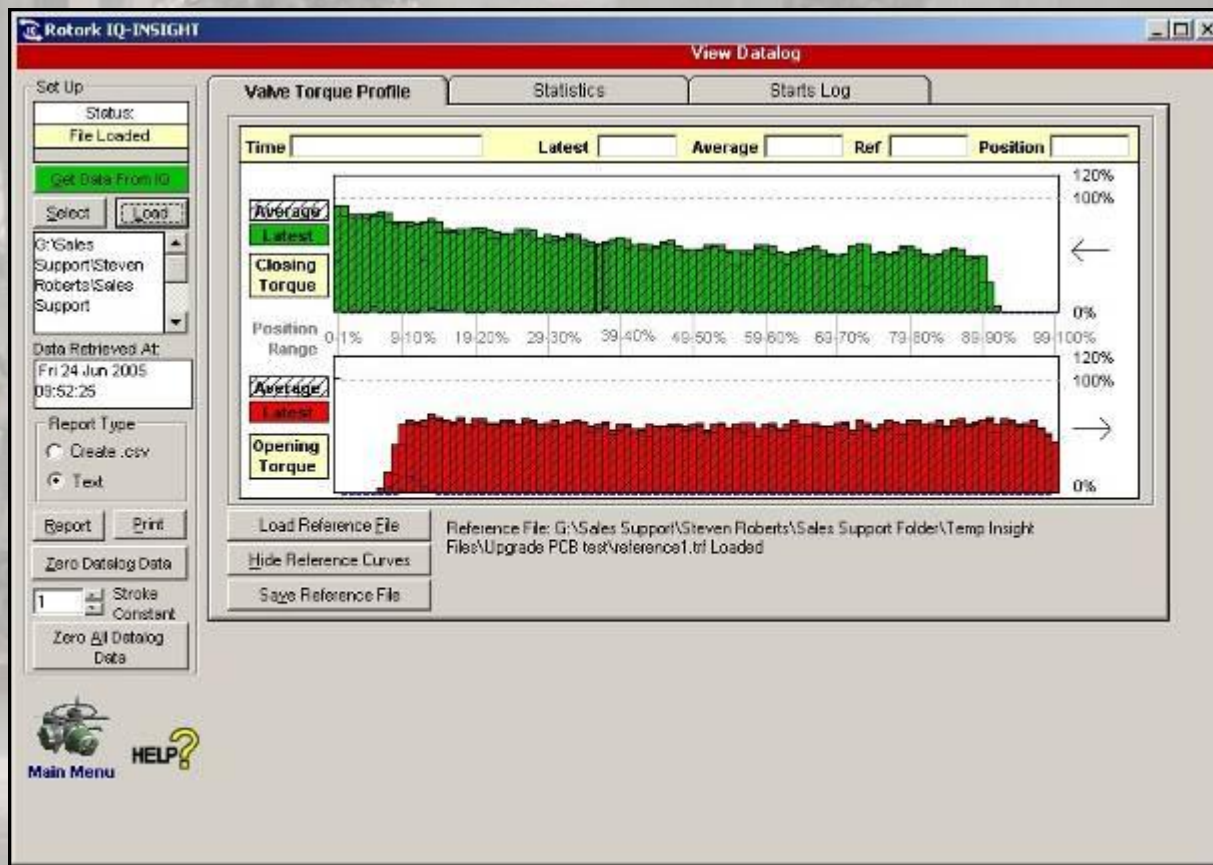 Rotork IQ-INSIGHT
View Datalog
Set Up
Status:
File Loaded
Get Data From IQ
Select
Load
G:\Sales
Support\Steven
Roberts\Sales
Support
Data Retrieved At:
Fri 24 Jun 2005
09:52:25
Report Type
Create .csv
Text
Report
Print
Zero Datalog Data
1
Stroke
Constant
Zero All Datalog
Data
Main Menu
HELP?
Valve Torque Profile
Statistics
Starts Log
Time
Latest
Average
Ref
Position
120%
100%
Average
Latest
Closing
Torque
0%
Position
Range
0-1% 9-10% 19-20% 29-30% 39-40% 49-50% 59-60% 69-70% 79-80% 89-90% 99-100%
120%
100%
Average
Latest
Opening
Torque
0%
Load Reference File
Hide Reference Curves
Save Reference File
Reference File: G:\Sales Support\Steven Roberts\Sales Support Folder\Temp Insight
Files\Upgrade PCB test\reference1.trf Loaded